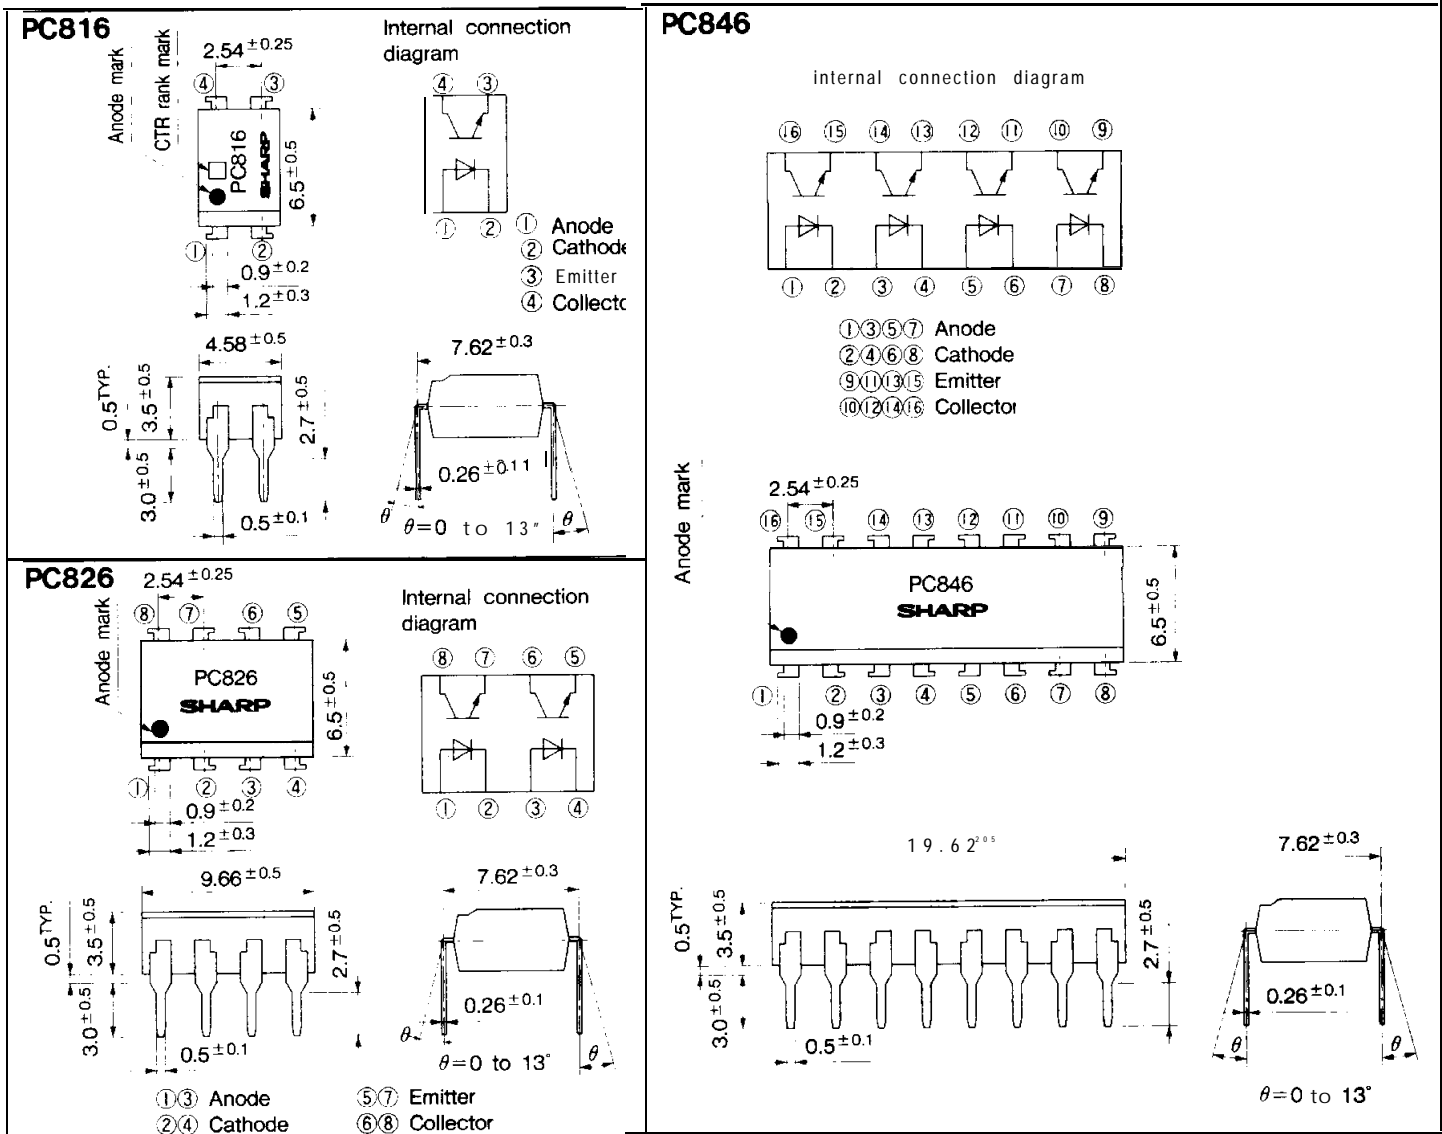 PC816
Anode mark
CTR rank mark
2.54 ±0.25
④ ③
PC816
SHARP
6.5 ±0.5
① ②
0.9 ±0.2
1.2 ±0.3
Internal connection
diagram
④ ③
① ②
① Anode
② Cathode
③ Emitter
④ Collectc
4.58 ±0.5
0.5 TYP.
3.5 ±0.5
3.0 ±0.5
2.7 ±0.5
0.5 ±0.1
7.62 ±0.3
0.26 ±0.11
θ
θ
θ=0 to 13"
PC826
Anode mark
2.54 ±0.25
⑧ ⑦ ⑥ ⑤
PC826
SHARP
6.5 ±0.5
① ② ③ ④
0.9 ±0.2
1.2 ±0.3
Internal connection
diagram
⑧ ⑦ ⑥ ⑤
① ② ③ ④
9.66 ±0.5
0.5 TYP.
3.5 ±0.5
3.0 ±0.5
2.7 ±0.5
0.5 ±0.1
7.62 ±0.3
0.26 ±0.1
θ
θ
θ=0 to 13°
①③ Anode
②④ Cathode
⑤⑦ Emitter
⑥⑧ Collector
PC846
internal connection diagram
⑯ ⑮ ⑭ ⑬ ⑫ ⑪ ⑩ ⑨
① ② ③ ④ ⑤ ⑥ ⑦ ⑧
①③⑤⑦ Anode
②④⑥⑧ Cathode
⑨⑪⑬⑮ Emitter
⑩⑫⑭⑯ Collector
Anode mark
2.54 ±0.25
⑯ ⑮ ⑭ ⑬ ⑫ ⑪ ⑩ ⑨
PC846
SHARP
6.5 ±0.5
① ② ③ ④ ⑤ ⑥ ⑦ ⑧
0.9 ±0.2
1.2 ±0.3
19.62 205
0.5 TYP.
3.5 ±0.5
3.0 ±0.5
2.7 ±0.5
0.5 ±0.1
7.62 ±0.3
0.26 ±0.1
θ
θ
θ=0 to 13°